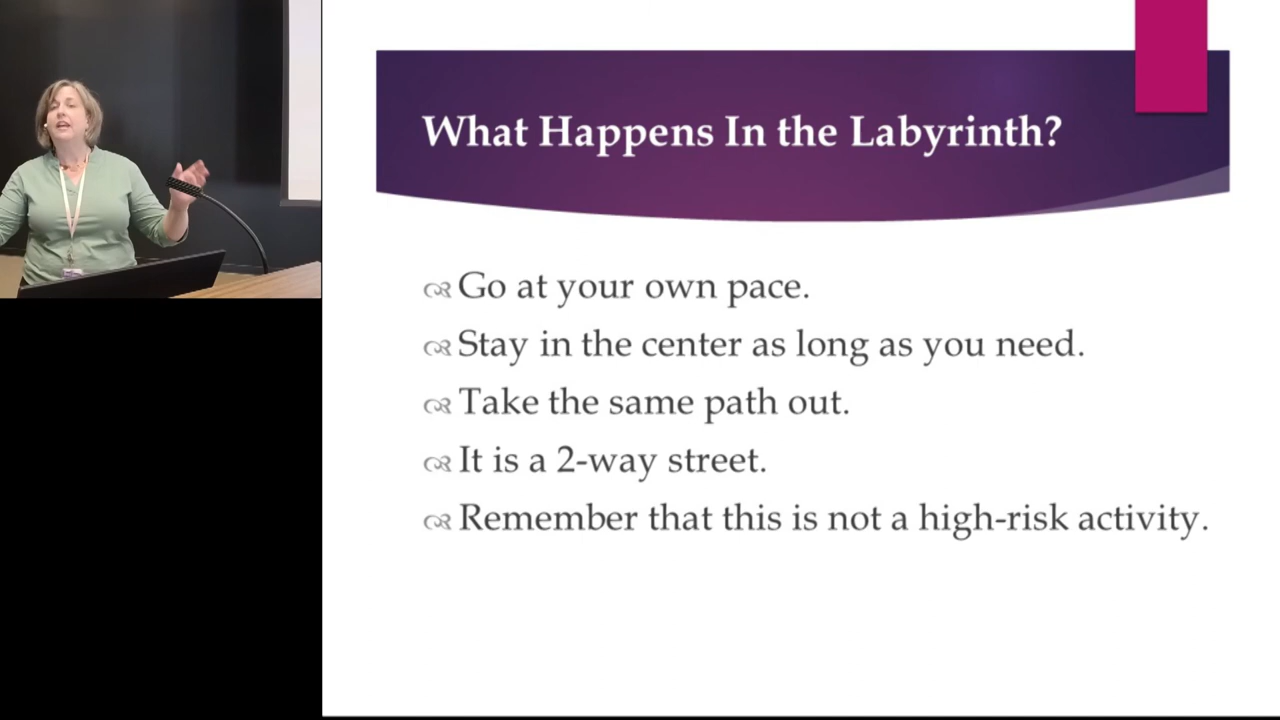 What Happens In the Labyrinth?
Go at your own pace.
Stay in the center as long as you need.
Take the same path out.
It is a 2-way street.
Remember that this is not a high-risk activity.